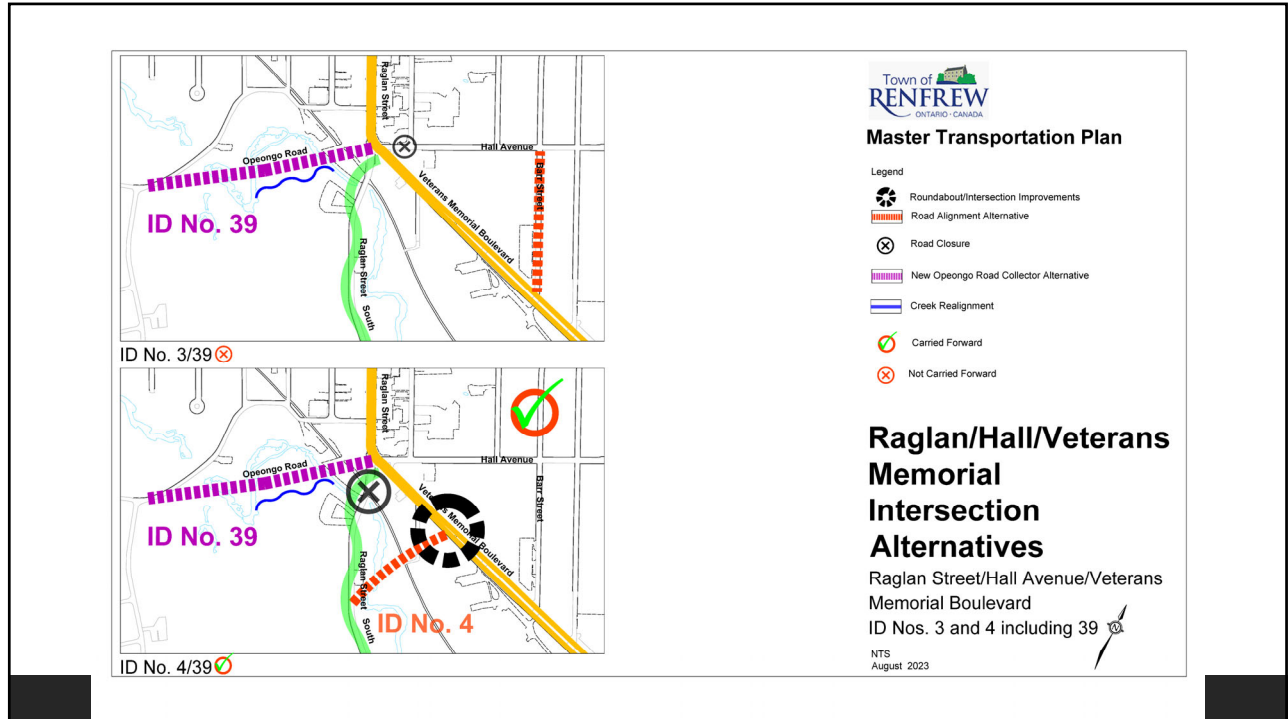 Raglan Street
Opeongo Road
Hall Avenue
Barr Street
Veterans Memorial Boulevard
ID No. 39
Raglan Street South
ID No. 3/39
Raglan Street
Opeongo Road
Hall Avenue
Barr Street
Veterans Memorial Boulevard
ID No. 39
Raglan Street South
ID No. 4
ID No. 4/39
Town of
RENFREW
ONTARIO · CANADA
Master Transportation Plan
Legend
Roundabout/Intersection Improvements
Road Alignment Alternative
Road Closure
New Opeongo Road Collector Alternative
Creek Realignment
Carried Forward
Not Carried Forward
Raglan/Hall/Veterans
Memorial
Intersection
Alternatives
Raglan Street/Hall Avenue/Veterans
Memorial Boulevard
ID Nos. 3 and 4 including 39
N
NTS
August 2023